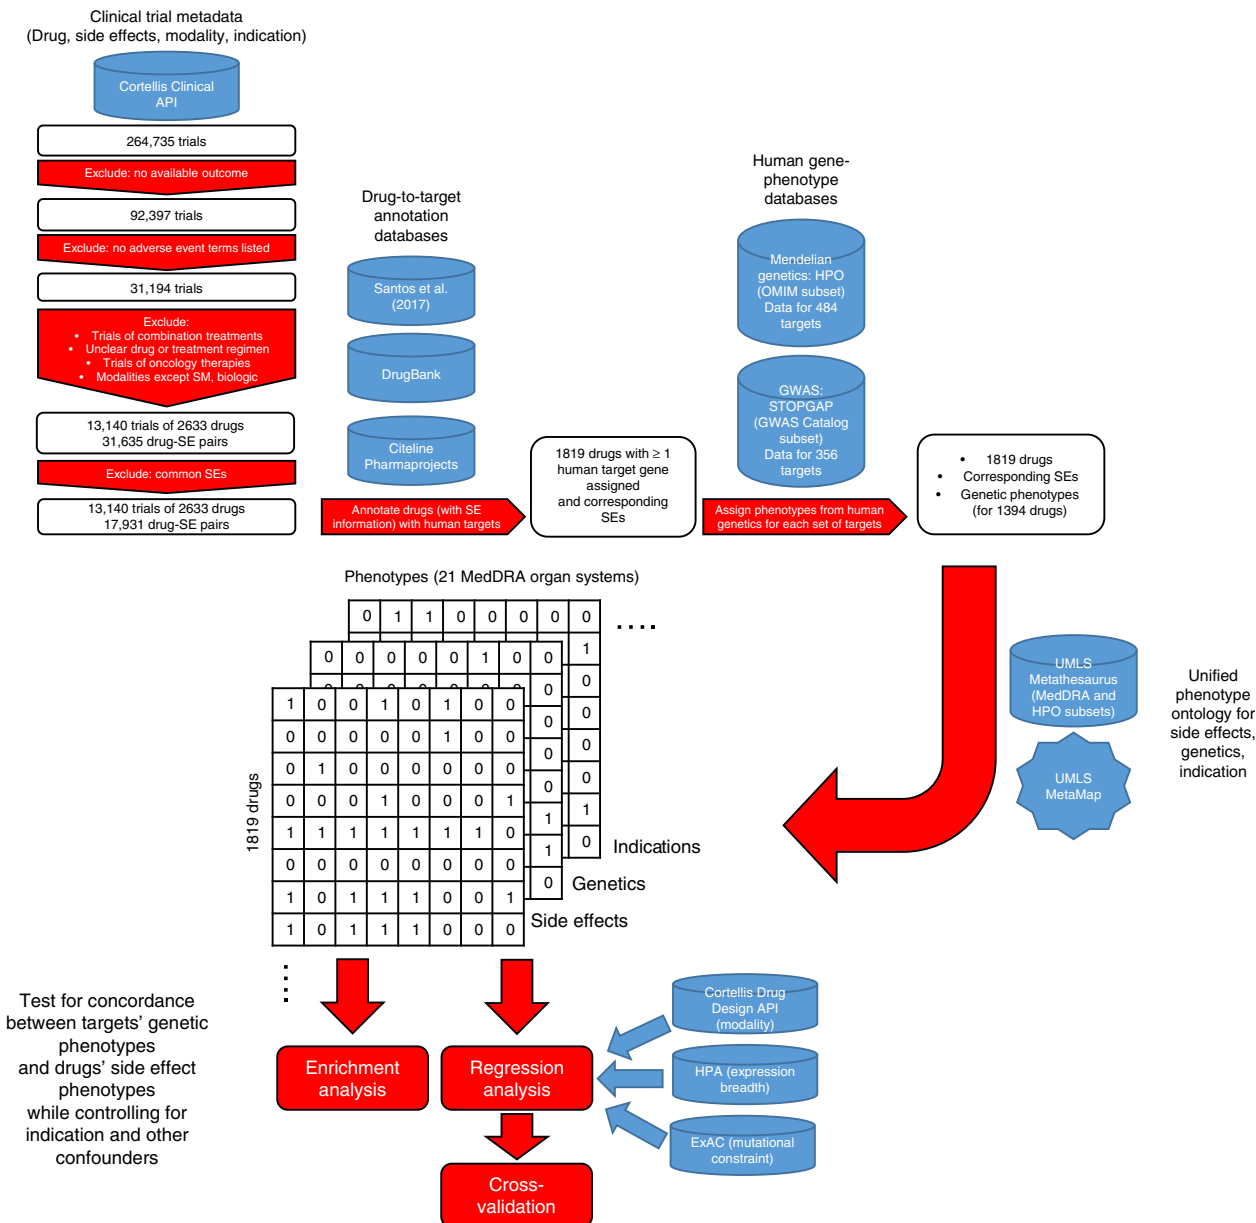 Clinical trial metadata
(Drug, side effects, modality, indication)
Cortellis Clinical
API
264,735 trials
Exclude: no available outcome
92,397 trials
Exclude: no adverse event terms listed
31,194 trials
Exclude:
• Trials of combination treatments
• Unclear drug or treatment regimen
• Trials of oncology therapies
• Modalities except SM, biologic
13,140 trials of 2633 drugs
31,635 drug-SE pairs
Exclude: common SEs
13,140 trials of 2633 drugs
17,931 drug-SE pairs
Drug-to-target
annotation
databases
Santos et al.
(2017)
DrugBank
Citeline
Pharmaprojects
Annotate drugs (with SE
information) with human targets
1819 drugs with ≥ 1
human target gene
assigned
and corresponding
SEs
Human gene-
phenotype
databases
Mendelian
genetics: HPO
(OMIM subset)
Data for 484
targets
GWAS:
STOPGAP
(GWAS Catalog
subset)
Data for 356
targets
Assign phenotypes from human
genetics for each set of targets
• 1819 drugs
• Corresponding SEs
• Genetic phenotypes
(for 1394 drugs)
UMLS
Metathesaurus
(MedDRA and
HPO subsets)
UMLS
MetaMap
Unified
phenotype
ontology for
side effects,
genetics,
indication
Phenotypes (21 MedDRA organ systems)
0 1 1 0 0 0 0 0 ....
1
0
0
0
0
1
0
Indications
0 0 0 0 0 1 0 0
0
0
0
0
1
1
0
Genetics
1 0 0 1 0 1 0 0
0 0 0 0 0 1 0 0
0 1 0 0 0 0 0 0
0 0 0 1 0 0 0 1
1 1 1 1 1 1 1 0
0 0 0 0 0 0 0 0
1 0 1 1 1 0 0 1
1 0 1 1 1 0 0 0
Side effects
1819 drugs
Test for concordance
between targets' genetic
phenotypes
and drugs' side effect
phenotypes
while controlling for
indication and other
confounders
Enrichment
analysis
Regression
analysis
Cross-
validation
Cortellis Drug
Design API
(modality)
HPA (expression
breadth)
ExAC (mutational
constraint)